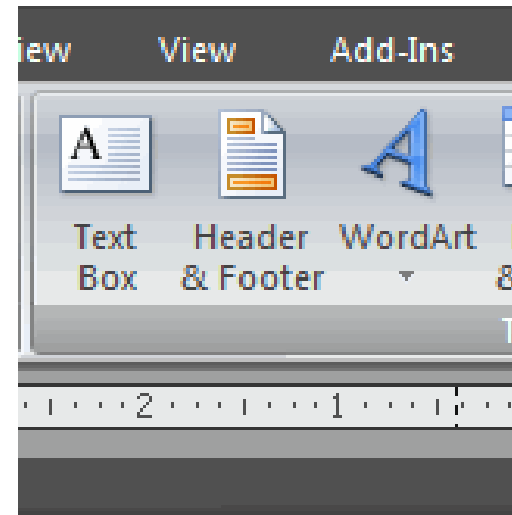 iew View Add-Ins
A
Text Header WordArt
Box & Footer &
T
2 1